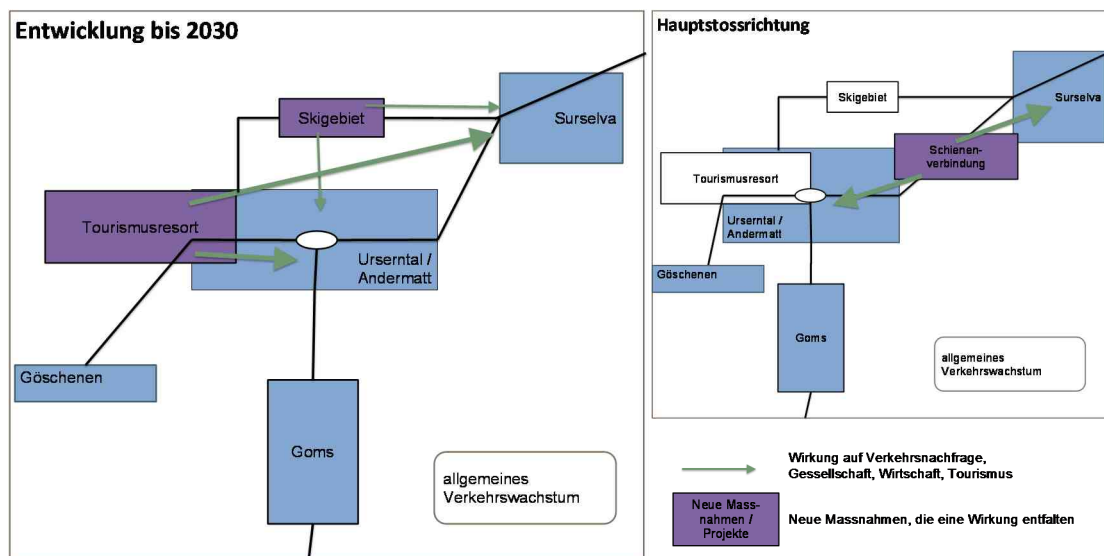 Entwicklung bis 2030
Skigebiet
Surselva
Tourismusresort
Urserntal /
Andermatt
Göschenen
Goms
allgemeines
Verkehrswachstum
Hauptstossrichtung
Skigebiet
Surselva
Schienen-
verbindung
Tourismusresort
Urserntal /
Andermatt
Göschenen
Goms
allgemeines
Verkehrswachstum
Wirkung auf Verkehrsnachfrage,
Gessellschaft, Wirtschaft, Tourismus
Neue Mass-
nahmen /
Projekte
Neue Massnahmen, die eine Wirkung entfalten